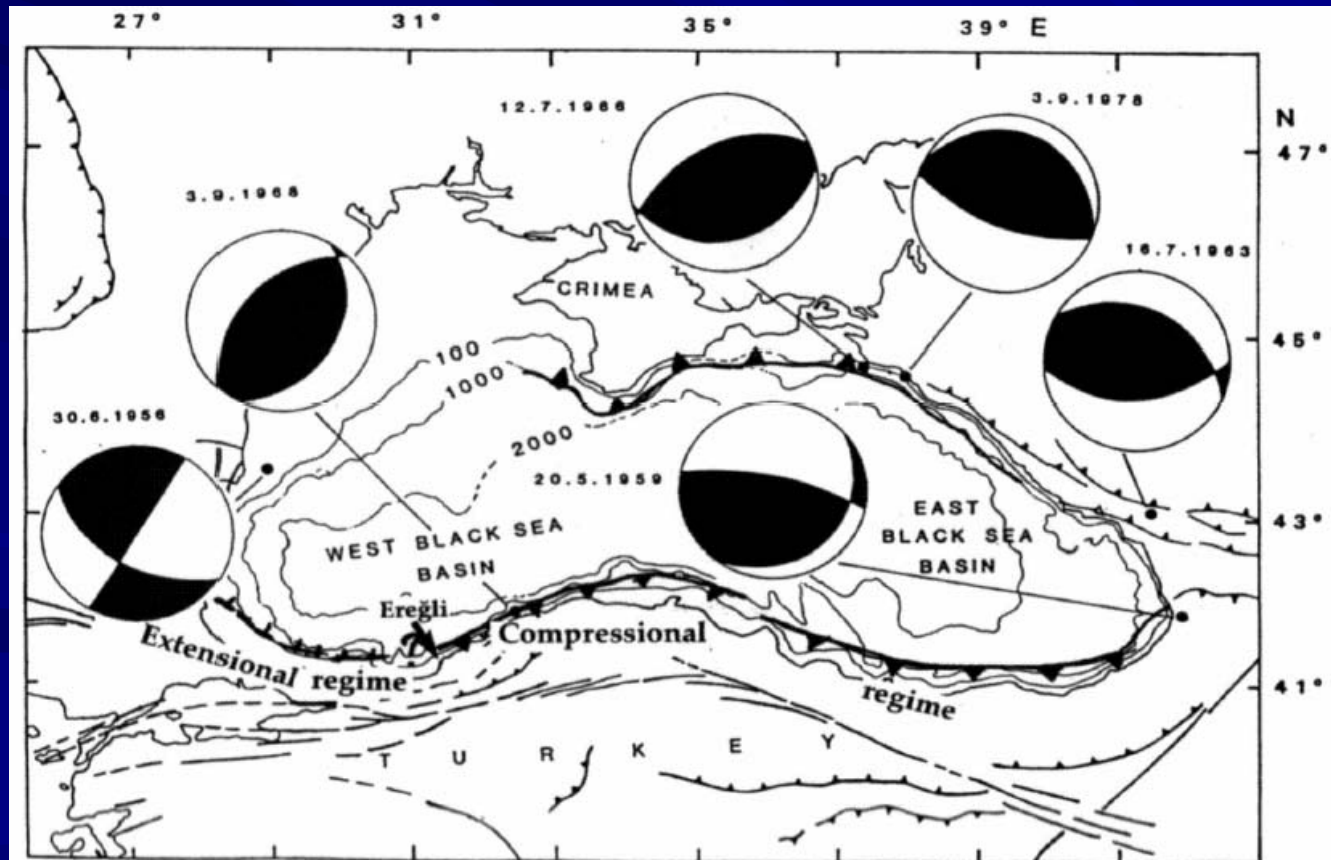 27° 31° 35° 39° E
N
47°
45°
43°
41°
12.7.1966
3.9.1978
3.9.1968
16.7.1963
CRIMEA
100
1000
2000
30.6.1956
20.5.1959
WEST BLACK SEA
BASIN
EAST
BLACK SEA
BASIN
Ereğli
Extensional regime
Compressional
regime
TURKEY